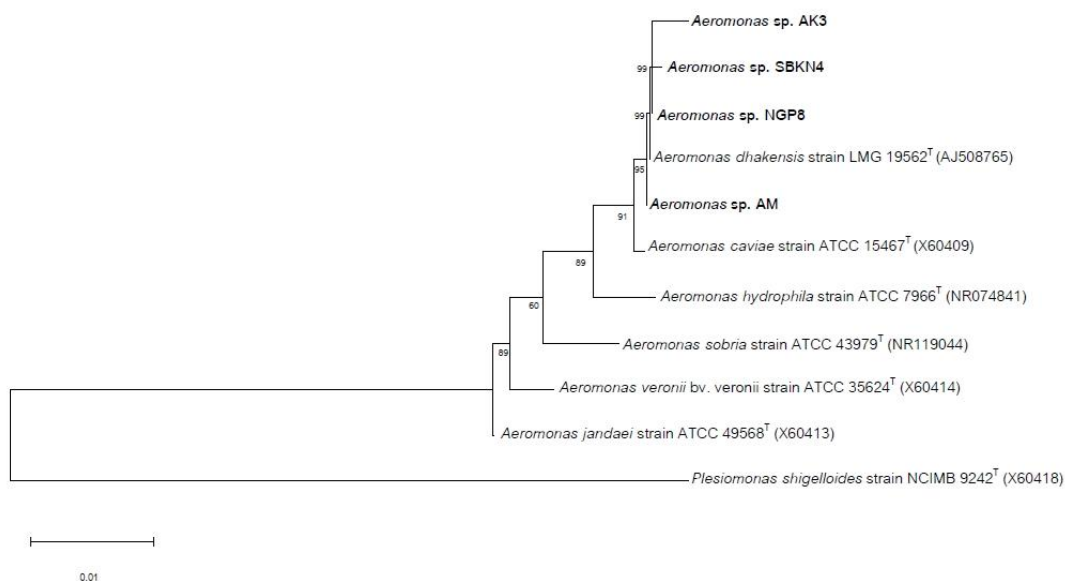 Aeromonas sp. AK3
99
Aeromonas sp. SBKN4
99
Aeromonas sp. NGP8
95
Aeromonas dhakensis strain LMG 19562ᵀ (AJ508765)
Aeromonas sp. AM
91
Aeromonas caviae strain ATCC 15467ᵀ (X60409)
89
Aeromonas hydrophila strain ATCC 7966ᵀ (NR074841)
60
Aeromonas sobria strain ATCC 43979ᵀ (NR119044)
89
Aeromonas veronii bv. veronii strain ATCC 35624ᵀ (X60414)
Aeromonas jandaei strain ATCC 49568ᵀ (X60413)
Plesiomonas shigelloides strain NCIMB 9242ᵀ (X60418)
0.01